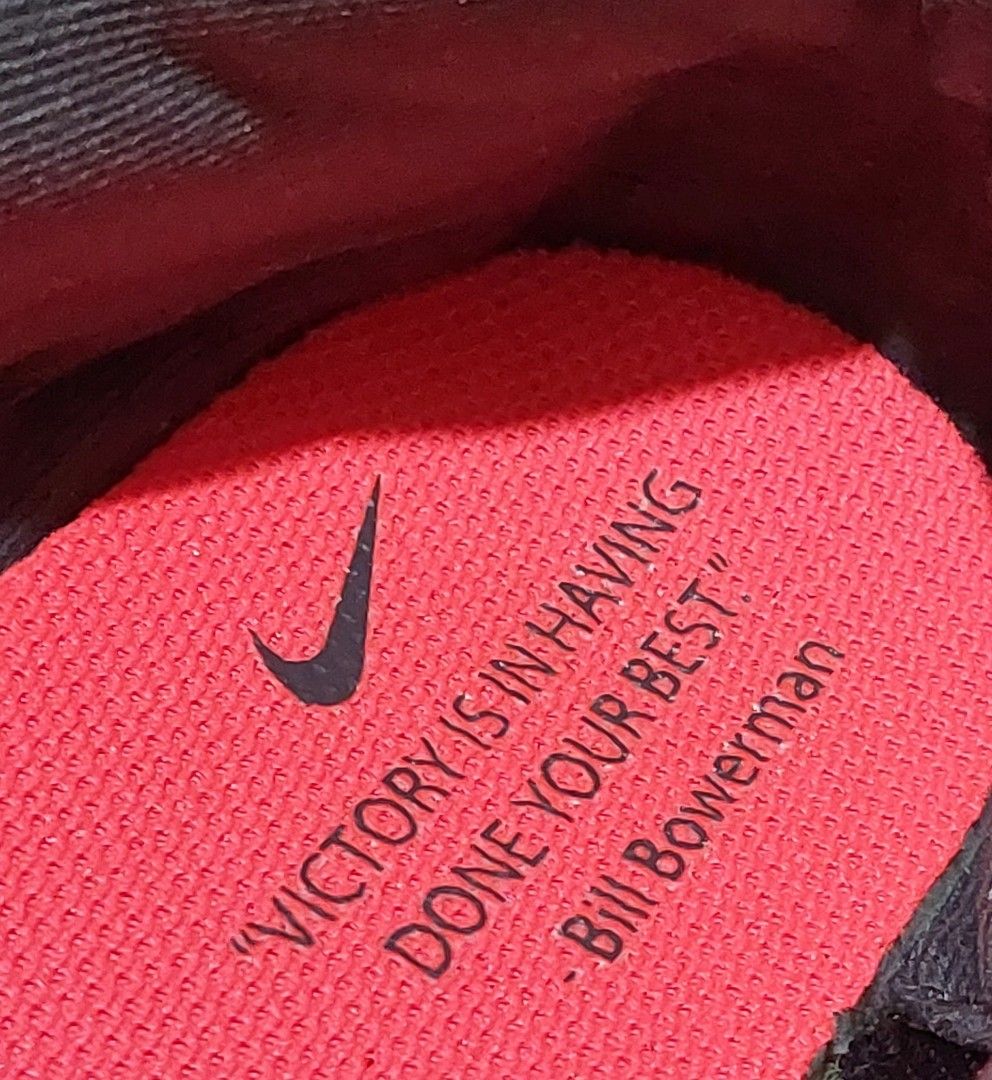 “VICTORY IS IN HAVING
DONE YOUR BEST”.
- Bill Bowerman